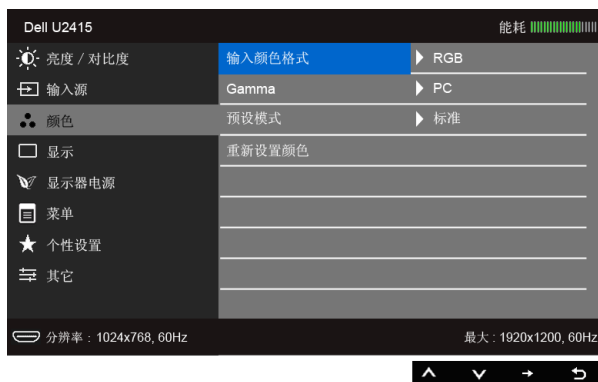 Dell U2415 能耗
亮度 / 对比度 输入颜色格式 RGB
输入源 Gamma PC
颜色 预设模式 标准
显示 重新设置颜色
显示器电源
菜单
个性设置
其它
分辨率 : 1024x768, 60Hz 最大 : 1920x1200, 60Hz